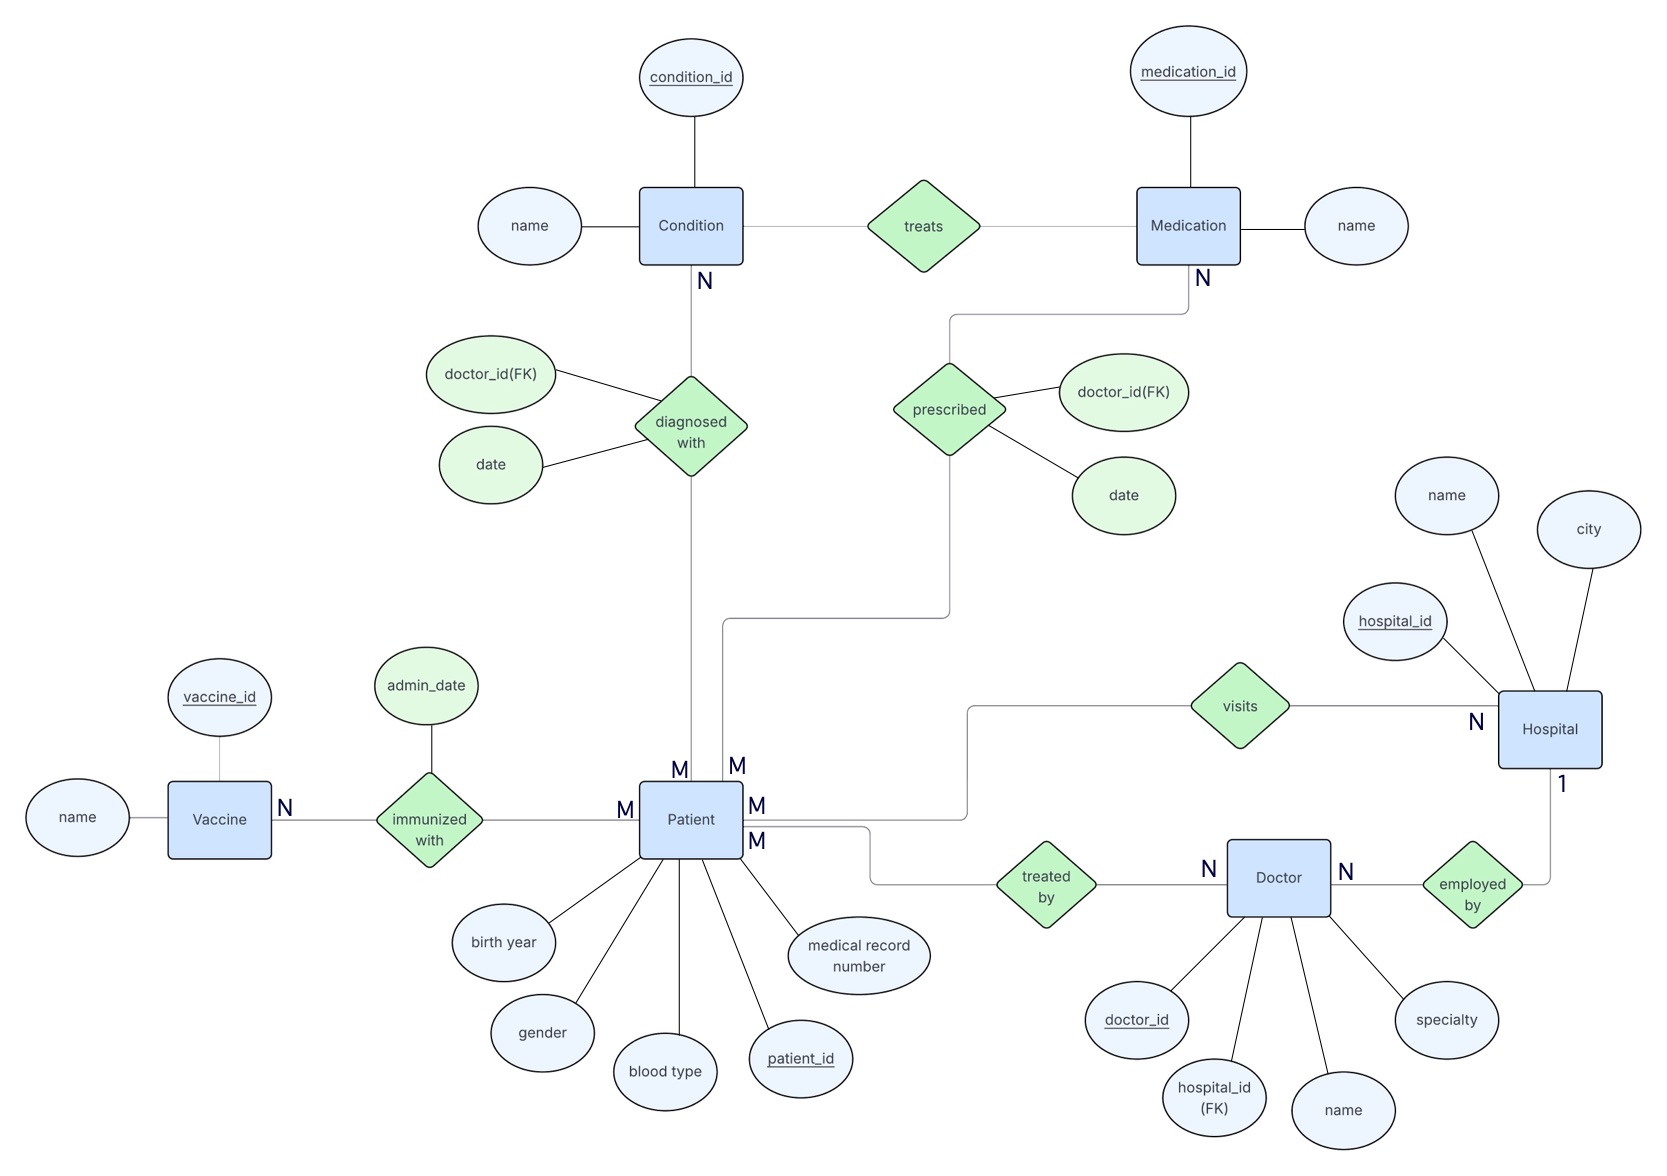 condition_id
medication_id
name
Condition
treats
Medication
name
N
N
doctor_id(FK)
diagnosed
with
date
prescribed
doctor_id(FK)
date
name
city
hospital_id
vaccine_id
admin_date
visits
N
Hospital
1
name
Vaccine
N
immunized
with
M
M
M
Patient
M
M
treated
by
N
Doctor
N
employed
by
birth year
medical record
number
gender
blood type
patient_id
doctor_id
specialty
hospital_id
(FK)
name